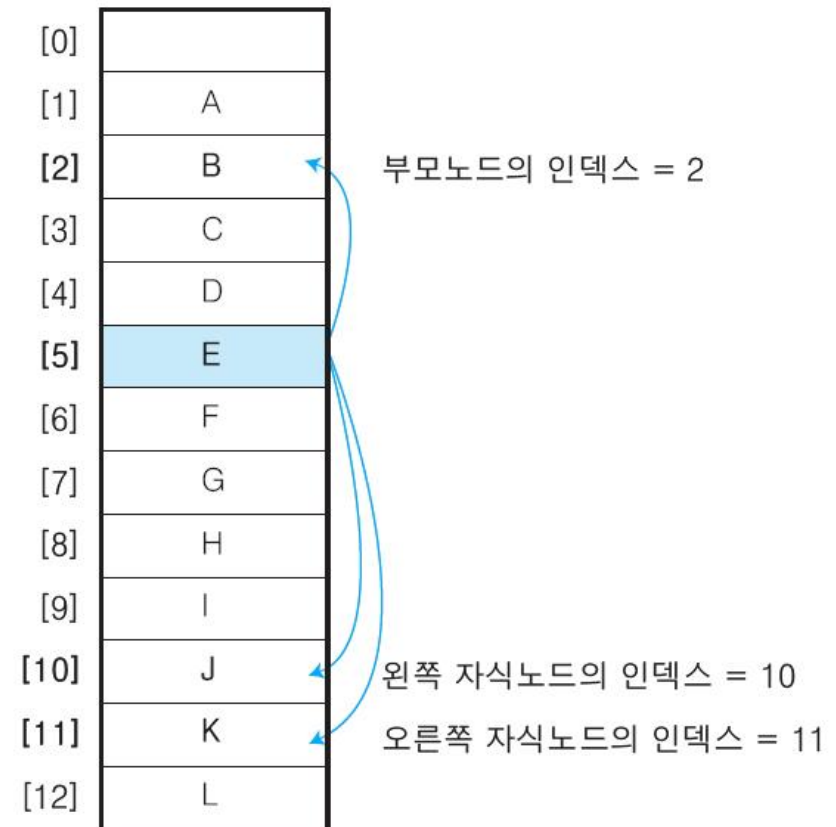 [0]
[1] A
[2] B 부모노드의 인덱스 = 2
[3] C
[4] D
[5] E
[6] F
[7] G
[8] H
[9] I
[10] J 왼쪽 자식노드의 인덱스 = 10
[11] K 오른쪽 자식노드의 인덱스 = 11
[12] L